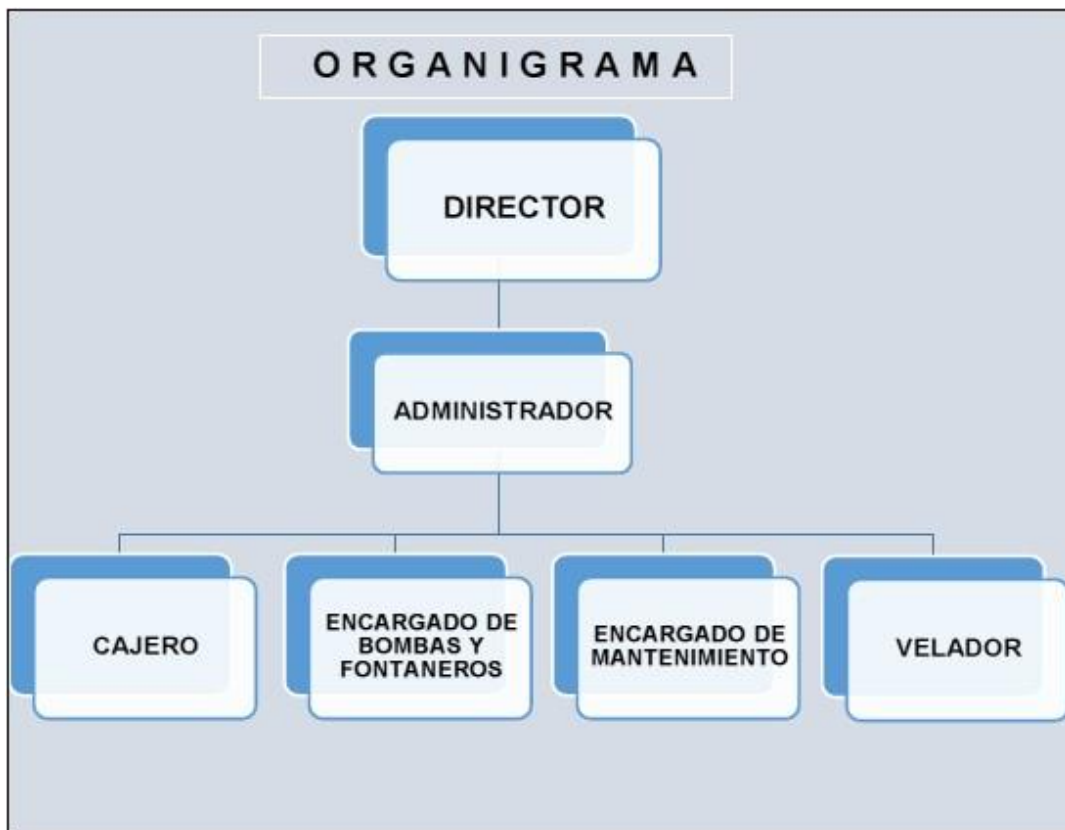 ORGANIGRAMA
DIRECTOR
ADMINISTRADOR
CAJERO
ENCARGADO DE
BOMBAS Y
FONTANEROS
ENCARGADO DE
MANTENIMIENTO
VELADOR